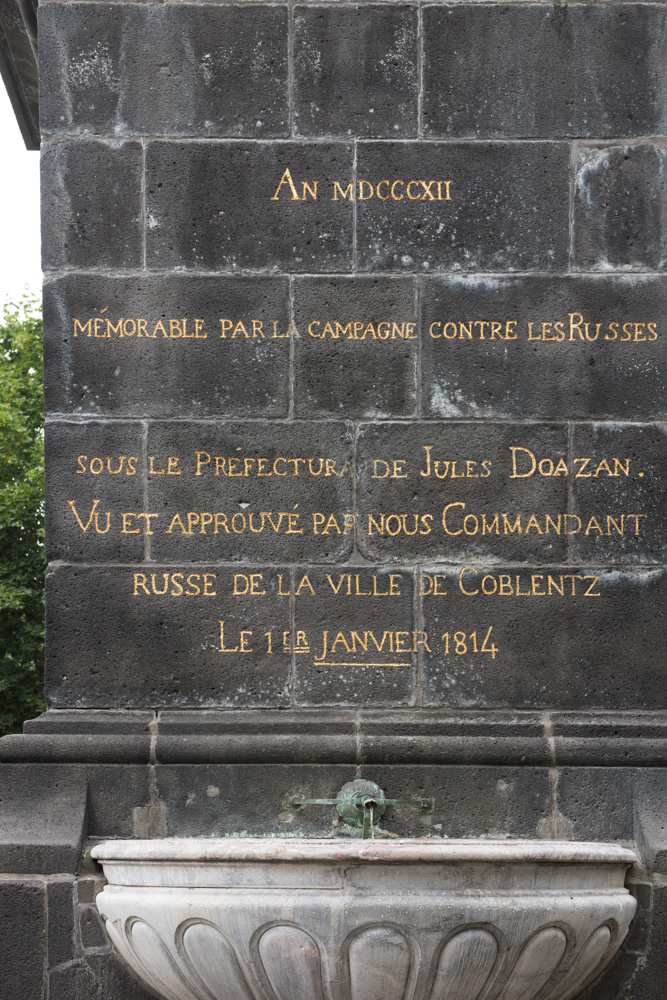 AN MDCCCXII
MÉMORABLE PAR LA CAMPAGNE CONTRE LES RUSSES
SOUS LE PRÉFECTURAT DE JULES DOAZAN.
VU ET APPROUVÉ PAR NOUS COMMANDANT
RUSSE DE LA VILLE DE COBLENTZ
LE 1ER JANVIER 1814